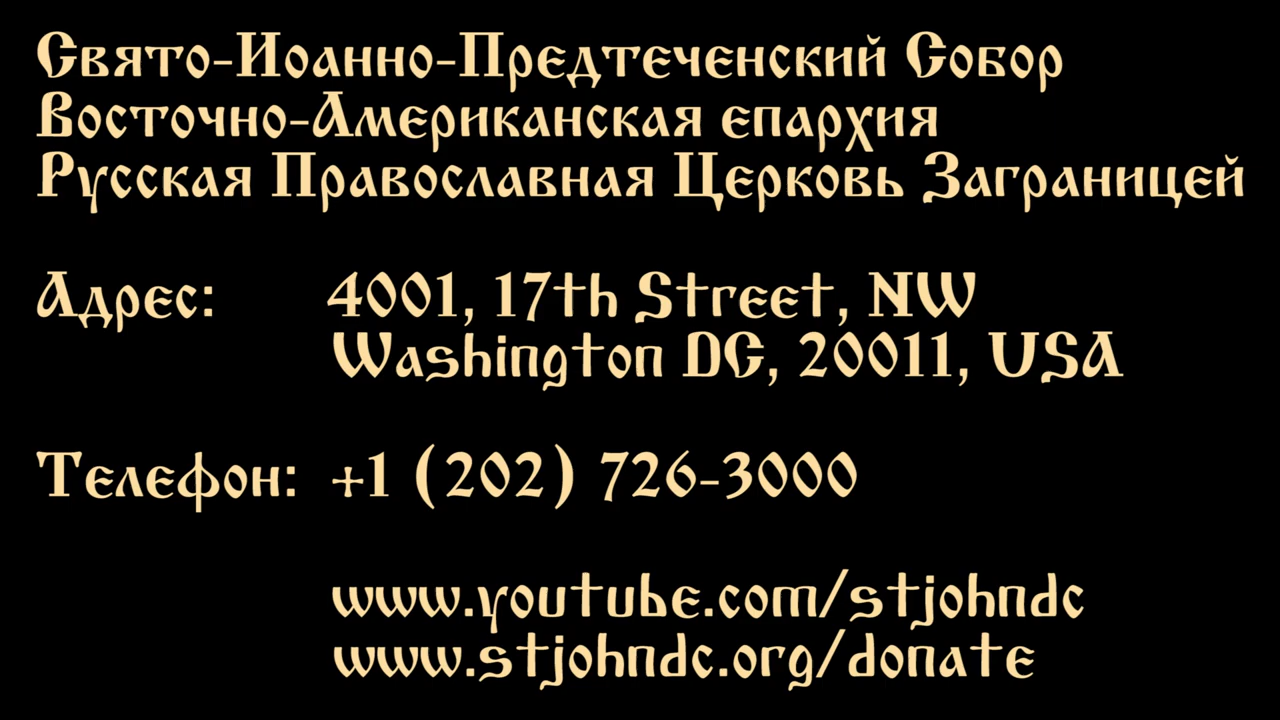 Свято-Иоанно-Предтеченский Собор
Восточно-Американская епархия
Русская Православная Церковь Заграницей
Адрес: 4001, 17th Street, NW
Washington DC, 20011, USA
Телефон: +1 (202) 726-3000
www.youtube.com/stjohndc
www.stjohndc.org/donate